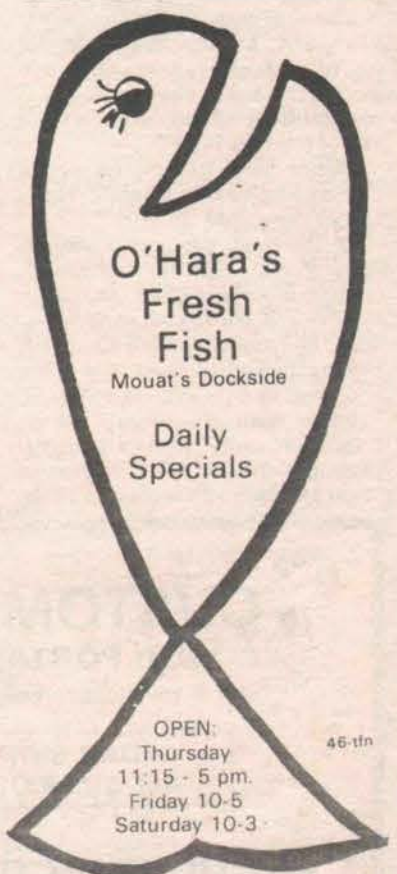 O'Hara's
Fresh
Fish
Mouat's Dockside
Daily
Specials
OPEN:
Thursday
11:15 - 5 pm.
Friday 10-5
Saturday 10-3
46-tfn